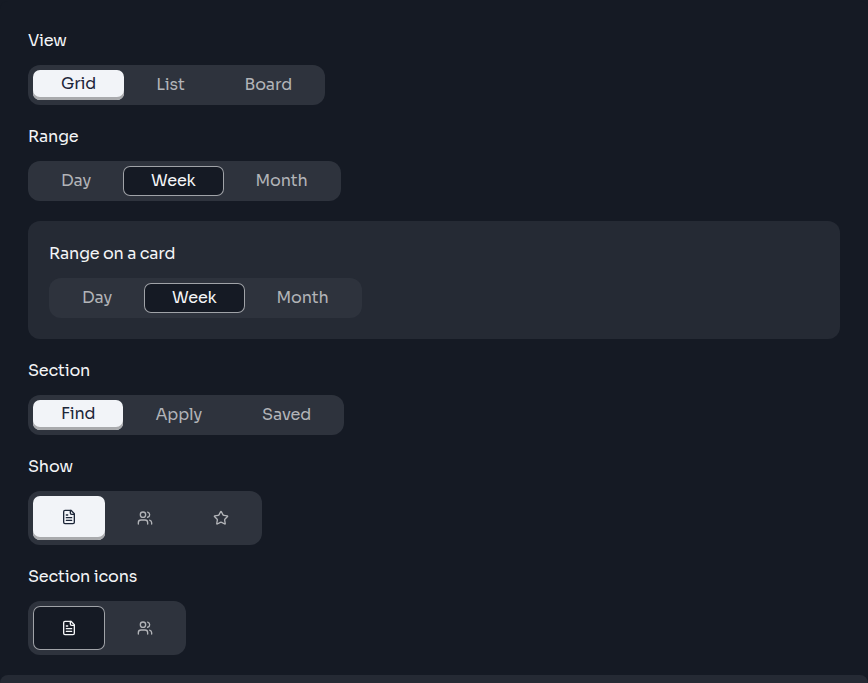 View
Grid List Board
Range
Day Week Month
Range on a card
Day Week Month
Section
Find Apply Saved
Show
Section icons